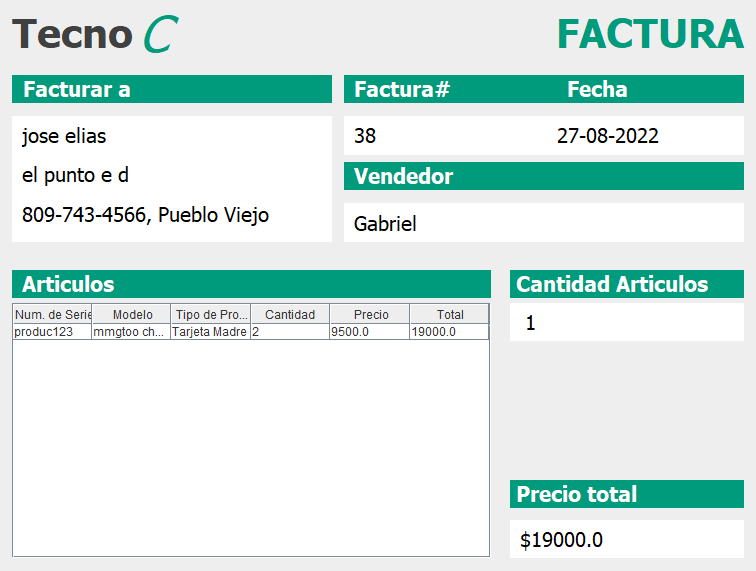 Tecno C
FACTURA
Facturar a
jose elias
el punto e d
809-743-4566, Pueblo Viejo
Factura# Fecha
38 27-08-2022
Vendedor
Gabriel
Articulos
Num. de Serie Modelo Tipo de Pro... Cantidad Precio Total
produc123 mmgtoo ch... Tarjeta Madre 2 9500.0 19000.0
Cantidad Articulos
1
Precio total
$19000.0